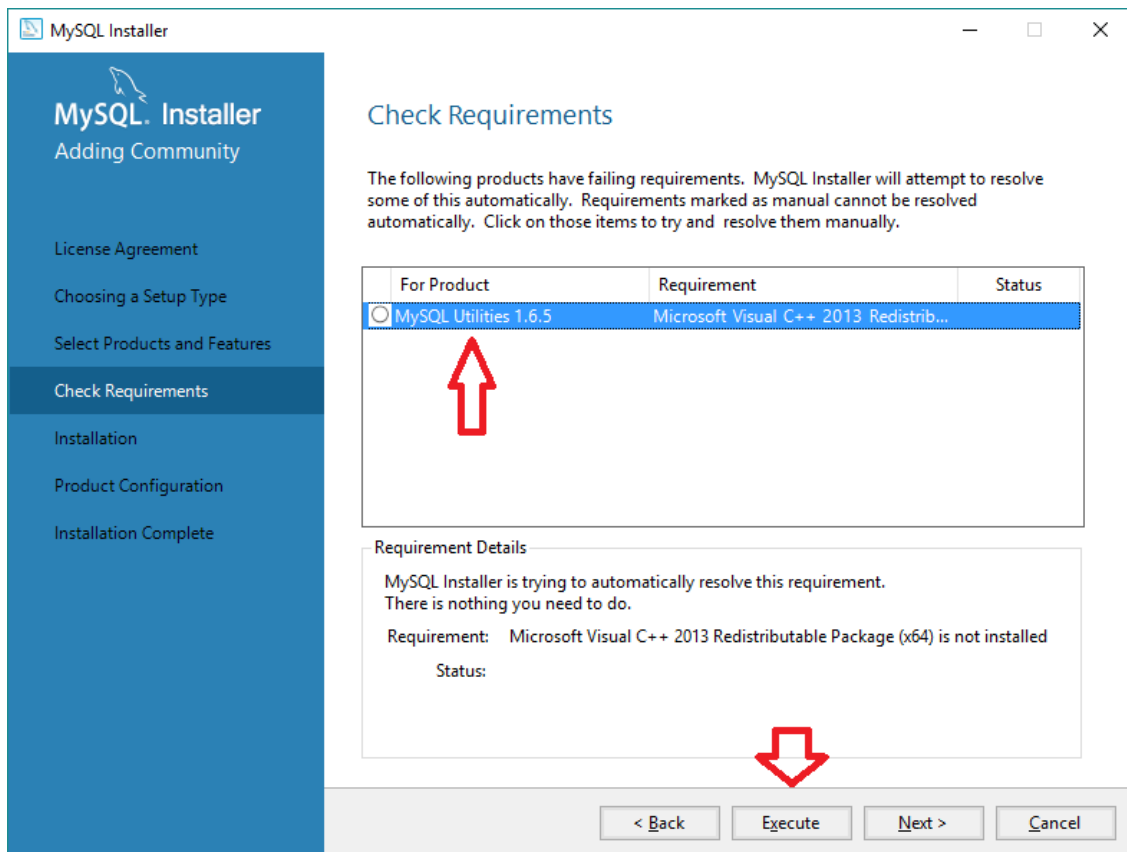 MySQL Installer
MySQL. Installer
Adding Community
License Agreement
Choosing a Setup Type
Select Products and Features
Check Requirements
Installation
Product Configuration
Installation Complete
Check Requirements
The following products have failing requirements. MySQL Installer will attempt to resolve
some of this automatically. Requirements marked as manual cannot be resolved
automatically. Click on those items to try and resolve them manually.
For Product Requirement Status
MySQL Utilities 1.6.5 Microsoft Visual C++ 2013 Redistrib...
Requirement Details
MySQL Installer is trying to automatically resolve this requirement.
There is nothing you need to do.
Requirement: Microsoft Visual C++ 2013 Redistributable Package (x64) is not installed
Status:
< Back Execute Next > Cancel